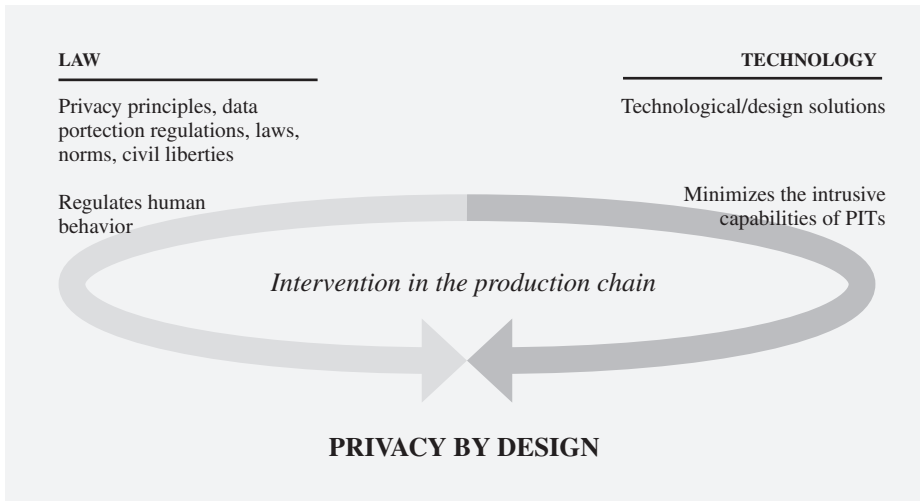 LAW
Privacy principles, data
portection regulations, laws,
norms, civil liberties
Regulates human
behavior
TECHNOLOGY
Technological/design solutions
Minimizes the intrusive
capabilities of PITs
Intervention in the production chain
PRIVACY BY DESIGN